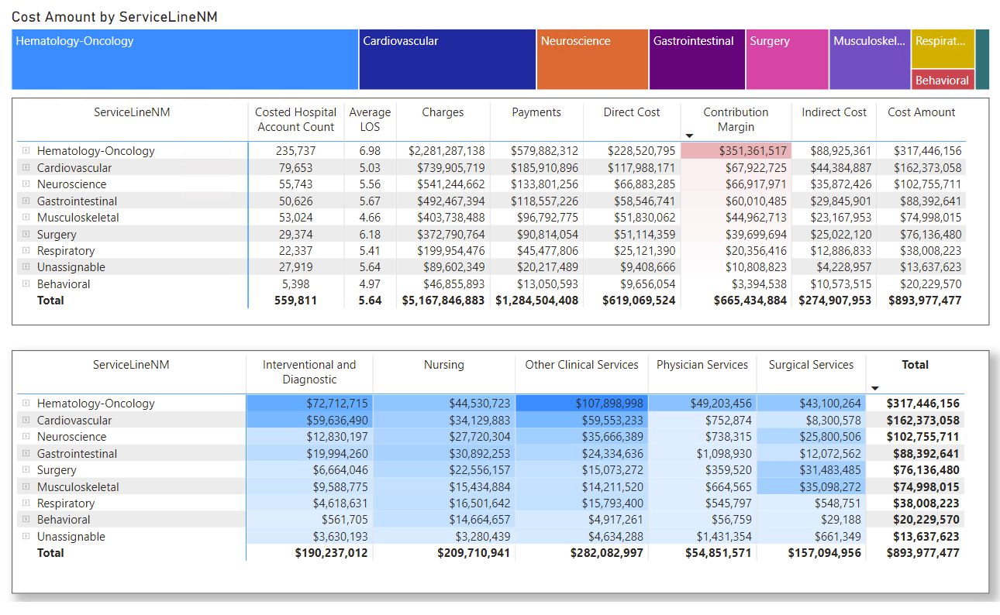 Cost Amount by ServiceLineNM
Hematology-Oncology Cardiovascular Neuroscience Gastrointestinal Surgery Musculoskel... Respirat...
Behavioral
ServiceLineNM Costed Hospital Account Count Average LOS Charges Payments Direct Cost Contribution Margin Indirect Cost Cost Amount
Hematology-Oncology 235,737 6.98 $2,281,287,138 $579,882,312 $228,520,795 $351,361,517 $88,925,361 $317,446,156
Cardiovascular 79,653 5.03 $739,905,719 $185,910,896 $117,988,171 $67,922,725 $44,384,887 $162,373,058
Neuroscience 55,743 5.56 $541,244,662 $133,801,256 $66,883,285 $66,917,971 $35,872,426 $102,755,711
Gastrointestinal 50,626 5.67 $492,467,394 $118,557,226 $58,546,741 $60,010,485 $29,845,901 $88,392,641
Musculoskeletal 53,024 4.66 $403,738,488 $96,792,775 $51,830,062 $44,962,713 $23,167,953 $74,998,015
Surgery 29,374 6.18 $372,790,764 $90,814,054 $51,114,359 $39,699,694 $25,022,120 $76,136,480
Respiratory 22,337 5.41 $199,954,476 $45,477,806 $25,121,390 $20,356,416 $12,886,833 $38,008,223
Unassignable 27,919 5.64 $89,602,349 $20,217,489 $9,408,666 $10,808,823 $4,228,957 $13,637,623
Behavioral 5,398 4.97 $46,855,893 $13,050,593 $9,656,054 $3,394,538 $10,573,515 $20,229,570
Total 559,811 5.64 $5,167,846,883 $1,284,504,408 $619,069,524 $665,434,884 $274,907,953 $893,977,477
ServiceLineNM Interventional and Diagnostic Nursing Other Clinical Services Physician Services Surgical Services Total
Hematology-Oncology $72,712,715 $44,530,723 $107,898,998 $49,203,456 $43,100,264 $317,446,156
Cardiovascular $59,636,490 $34,129,883 $59,553,233 $752,874 $8,300,578 $162,373,058
Neuroscience $12,830,197 $27,720,304 $35,666,389 $738,315 $25,800,506 $102,755,711
Gastrointestinal $19,994,260 $30,892,253 $24,334,636 $1,098,930 $12,072,562 $88,392,641
Surgery $6,664,046 $22,556,157 $15,073,272 $359,520 $31,483,485 $76,136,480
Musculoskeletal $9,588,775 $15,434,884 $14,211,520 $664,565 $35,098,272 $74,998,015
Respiratory $4,618,631 $16,501,642 $15,793,400 $545,797 $548,751 $38,008,223
Behavioral $561,705 $14,664,657 $4,917,261 $56,759 $29,188 $20,229,570
Unassignable $3,630,193 $3,280,439 $4,634,288 $1,431,354 $661,349 $13,637,623
Total $190,237,012 $209,710,941 $282,082,997 $54,851,571 $157,094,956 $893,977,477